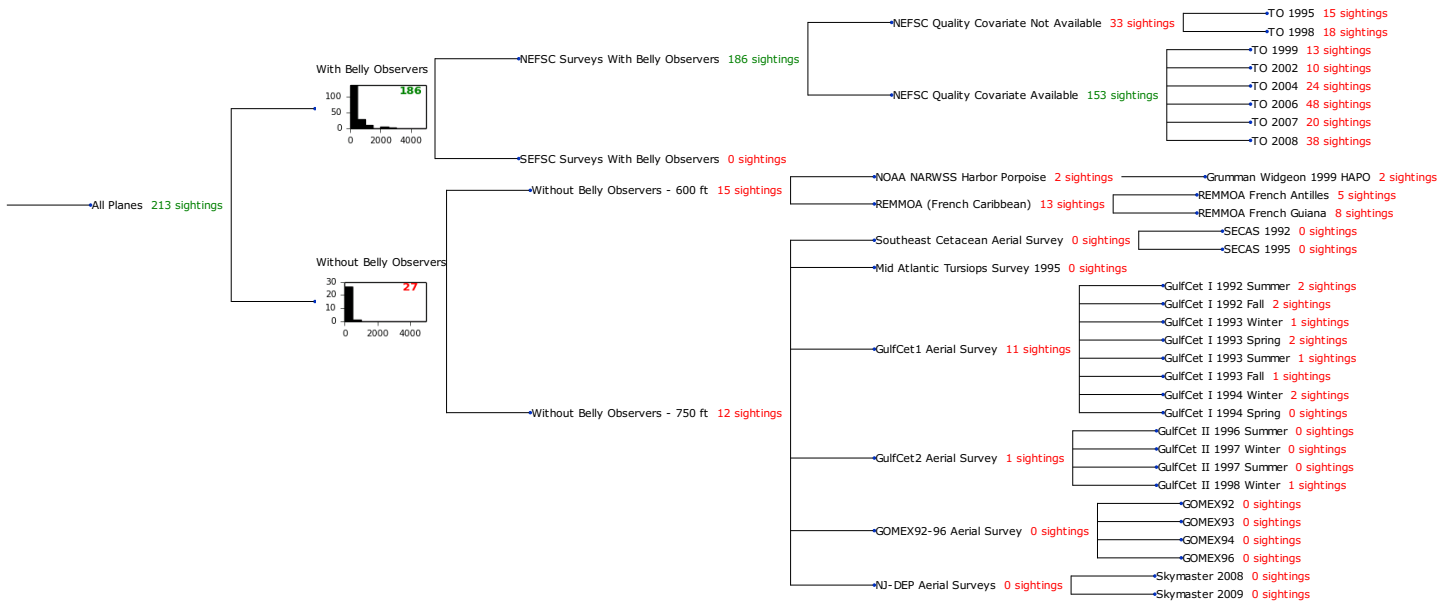 All Planes 213 sightings
With Belly Observers
186
100
50
0
0 2000 4000
NEFSC Surveys With Belly Observers 186 sightings
NEFSC Quality Covariate Not Available 33 sightings
TO 1995 15 sightings
TO 1998 18 sightings
NEFSC Quality Covariate Available 153 sightings
TO 1999 13 sightings
TO 2002 10 sightings
TO 2004 24 sightings
TO 2006 48 sightings
TO 2007 20 sightings
TO 2008 38 sightings
SEFSC Surveys With Belly Observers 0 sightings
Without Belly Observers
27
30
20
10
0
0 2000 4000
Without Belly Observers - 600 ft 15 sightings
NOAA NARWSS Harbor Porpoise 2 sightings
Grumman Widgeon 1999 HAPO 2 sightings
REMMOA (French Caribbean) 13 sightings
REMMOA French Antilles 5 sightings
REMMOA French Guiana 8 sightings
Without Belly Observers - 750 ft 12 sightings
Southeast Cetacean Aerial Survey 0 sightings
SECAS 1992 0 sightings
SECAS 1995 0 sightings
Mid Atlantic Tursiops Survey 1995 0 sightings
GulfCet1 Aerial Survey 11 sightings
GulfCet I 1992 Summer 2 sightings
GulfCet I 1992 Fall 2 sightings
GulfCet I 1993 Winter 1 sightings
GulfCet I 1993 Spring 2 sightings
GulfCet I 1993 Summer 1 sightings
GulfCet I 1993 Fall 1 sightings
GulfCet I 1994 Winter 2 sightings
GulfCet I 1994 Spring 0 sightings
GulfCet2 Aerial Survey 1 sightings
GulfCet II 1996 Summer 0 sightings
GulfCet II 1997 Winter 0 sightings
GulfCet II 1997 Summer 0 sightings
GulfCet II 1998 Winter 1 sightings
GOMEX92-96 Aerial Survey 0 sightings
GOMEX92 0 sightings
GOMEX93 0 sightings
GOMEX94 0 sightings
GOMEX96 0 sightings
NJ-DEP Aerial Surveys 0 sightings
Skymaster 2008 0 sightings
Skymaster 2009 0 sightings